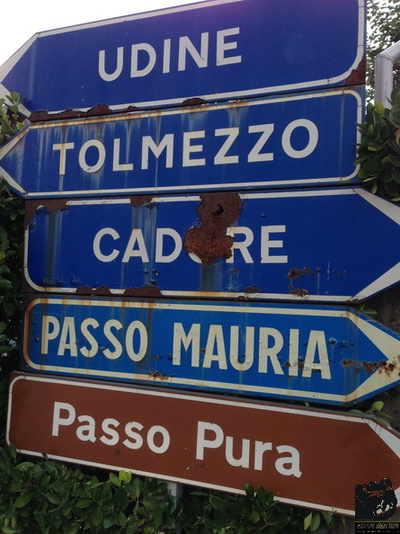 UDINE
TOLMEZZO
CADORE
PASSO MAURIA
Passo Pura